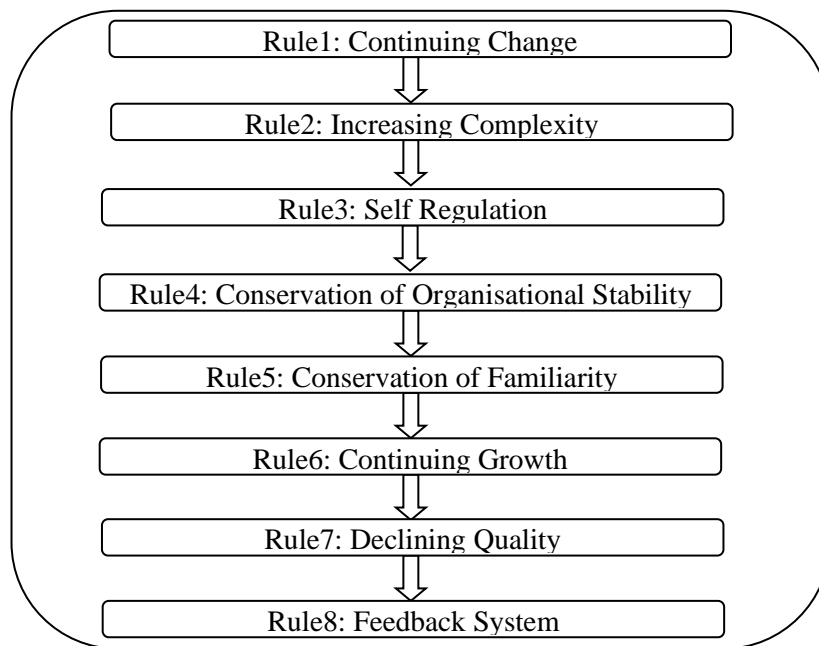 Rule1: Continuing Change
Rule2: Increasing Complexity
Rule3: Self Regulation
Rule4: Conservation of Organisational Stability
Rule5: Conservation of Familiarity
Rule6: Continuing Growth
Rule7: Declining Quality
Rule8: Feedback System